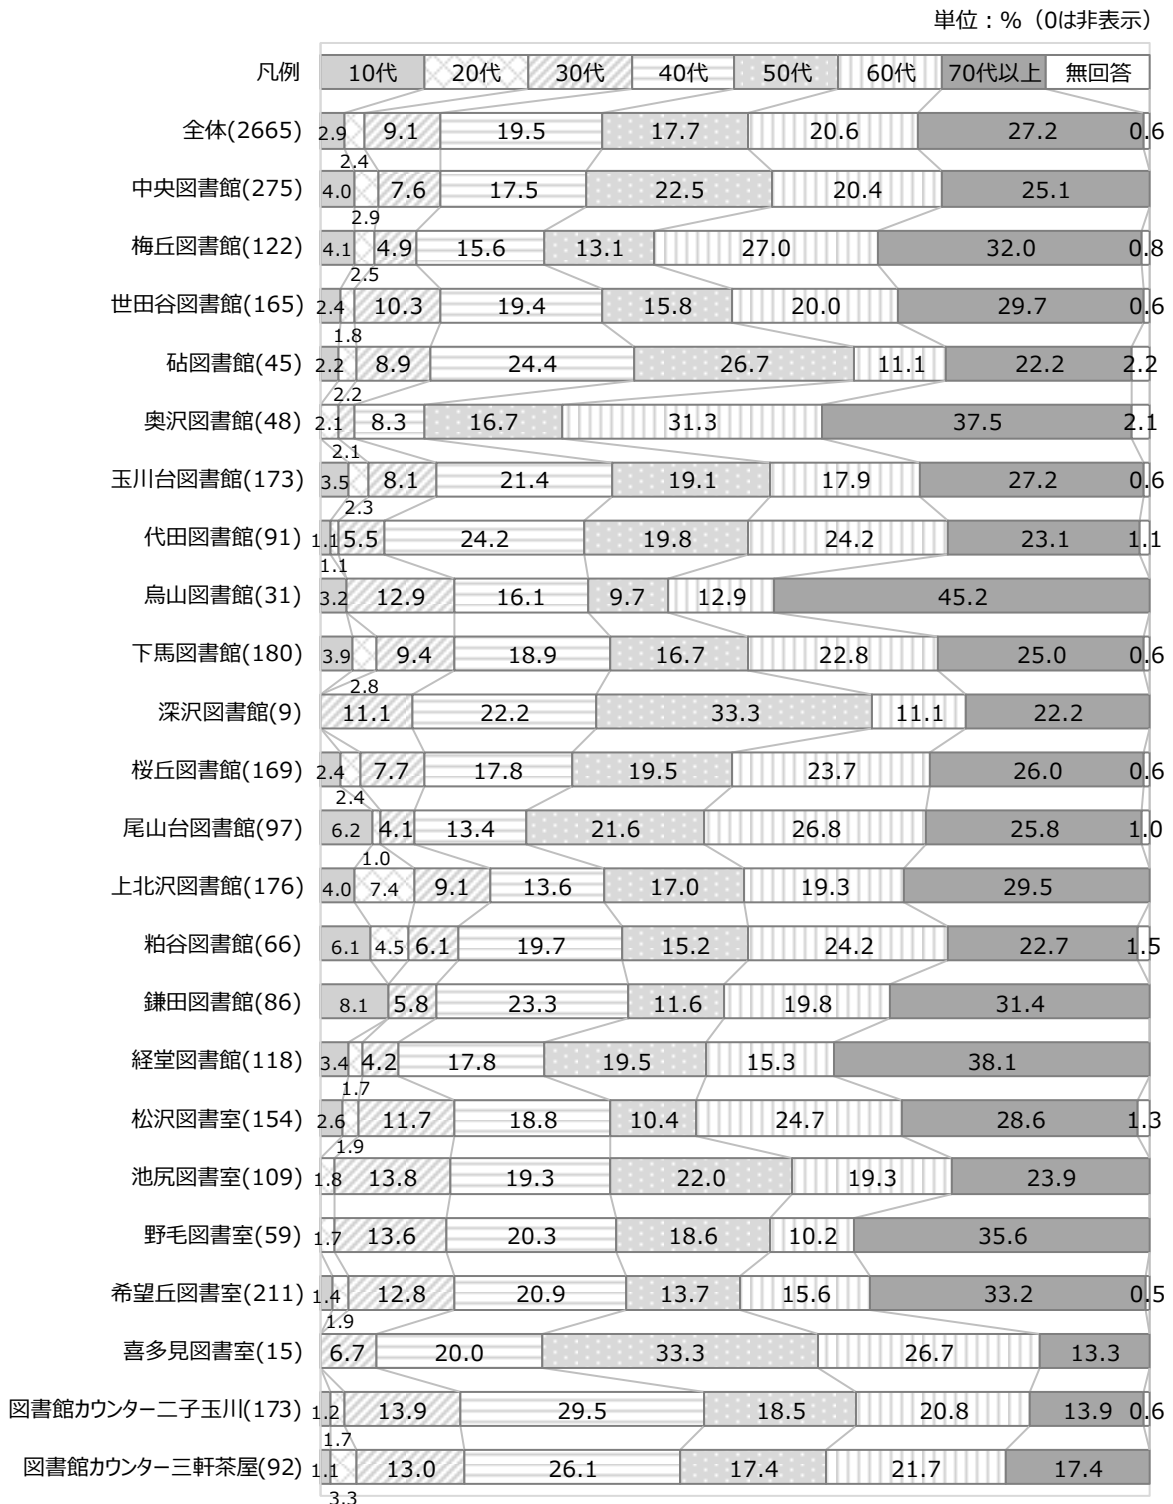 単位：％（0は非表示）
凡例 10代 20代 30代 40代 50代 60代 70代以上 無回答
全体(2665) 2.9 9.1 19.5 17.7 20.6 27.2 0.6
2.4
中央図書館(275) 4.0 7.6 17.5 22.5 20.4 25.1
2.9
梅丘図書館(122) 4.1 4.9 15.6 13.1 27.0 32.0 0.8
2.5
世田谷図書館(165) 2.4 10.3 19.4 15.8 20.0 29.7 0.6
1.8
砧図書館(45) 2.2 8.9 24.4 26.7 11.1 22.2 2.2
2.2
奥沢図書館(48) 2.1 8.3 16.7 31.3 37.5 2.1
2.1
玉川台図書館(173) 3.5 8.1 21.4 19.1 17.9 27.2 0.6
2.3
代田図書館(91) 1.1 5.5 24.2 19.8 24.2 23.1 1.1
1.1
烏山図書館(31) 3.2 12.9 16.1 9.7 12.9 45.2
下馬図書館(180) 3.9 9.4 18.9 16.7 22.8 25.0 0.6
2.8
深沢図書館(9) 11.1 22.2 33.3 11.1 22.2
桜丘図書館(169) 2.4 7.7 17.8 19.5 23.7 26.0 0.6
2.4
尾山台図書館(97) 6.2 4.1 13.4 21.6 26.8 25.8 1.0
1.0
上北沢図書館(176) 4.0 7.4 9.1 13.6 17.0 19.3 29.5
粕谷図書館(66) 6.1 4.5 6.1 19.7 15.2 24.2 22.7 1.5
鎌田図書館(86) 8.1 5.8 23.3 11.6 19.8 31.4
経堂図書館(118) 3.4 4.2 17.8 19.5 15.3 38.1
1.7
松沢図書室(154) 2.6 11.7 18.8 10.4 24.7 28.6 1.3
1.9
池尻図書室(109) 1.8 13.8 19.3 22.0 19.3 23.9
野毛図書室(59) 1.7 13.6 20.3 18.6 10.2 35.6
希望丘図書室(211) 1.4 12.8 20.9 13.7 15.6 33.2 0.5
1.9
喜多見図書室(15) 6.7 20.0 33.3 26.7 13.3
図書館カウンター二子玉川(173) 1.2 13.9 29.5 18.5 20.8 13.9 0.6
1.7
図書館カウンター三軒茶屋(92) 1.1 13.0 26.1 17.4 21.7 17.4
3.3